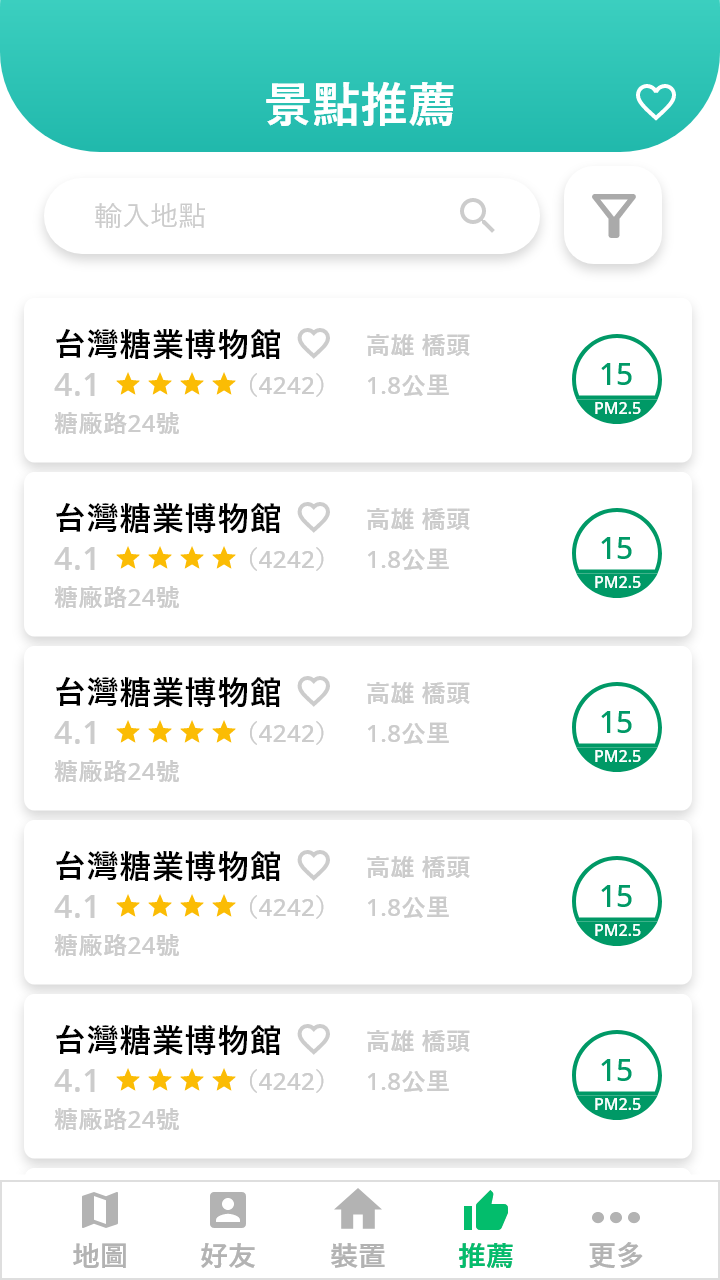 景點推薦
輸入地點
台灣糖業博物館 高雄 橋頭
4.1 (4242) 1.8公里
糖廠路24號
15
PM2.5
台灣糖業博物館 高雄 橋頭
4.1 (4242) 1.8公里
糖廠路24號
15
PM2.5
台灣糖業博物館 高雄 橋頭
4.1 (4242) 1.8公里
糖廠路24號
15
PM2.5
台灣糖業博物館 高雄 橋頭
4.1 (4242) 1.8公里
糖廠路24號
15
PM2.5
台灣糖業博物館 高雄 橋頭
4.1 (4242) 1.8公里
糖廠路24號
15
PM2.5
地圖 好友 裝置 推薦 更多